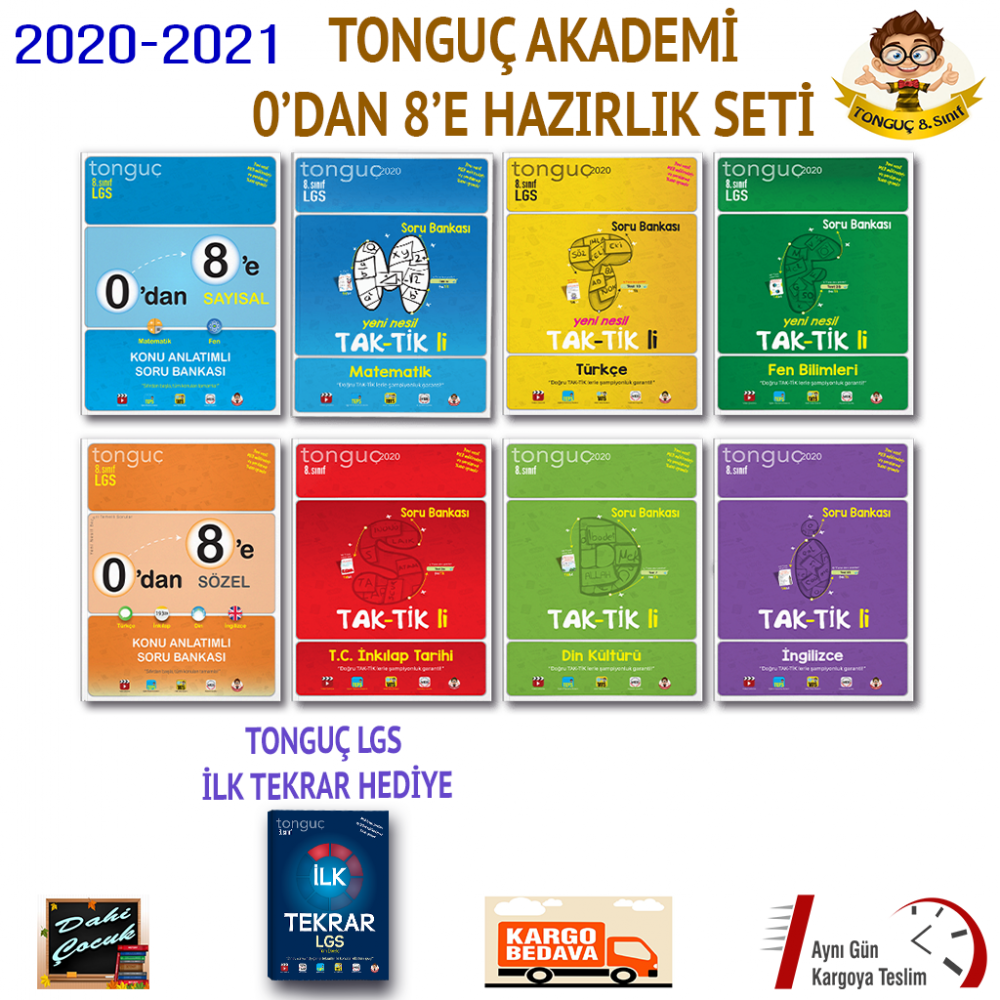 2020-2021
TONGUÇ AKADEMİ
0'DAN 8'E HAZIRLIK SETİ
TONGUÇ 8. Sınıf
tonguç
8.sınıf
LGS
0'dan 8'e
SAYISAL
Matematik Fen
KONU ANLATIMLI
SORU BANKASI
tonguç 2020
8.sınıf
LGS
Soru Bankası
yeni nesil
TAK-TİK li
Matematik
"Doğru TAK-TİK lerle şampiyonluk garanti!"
tonguç 2020
8.sınıf
LGS
Soru Bankası
yeni nesil
TAK-TİK li
Türkçe
"Doğru TAK-TİK lerle şampiyonluk garanti!"
tonguç 2020
8.sınıf
LGS
Soru Bankası
yeni nesil
TAK-TİK li
Fen Bilimleri
"Doğru TAK-TİK lerle şampiyonluk garanti!"
tonguç
8.sınıf
LGS
0'dan 8'e
SÖZEL
Türkçe İnkılap Din İngilizce
KONU ANLATIMLI
SORU BANKASI
tonguç 2020
8.sınıf
Soru Bankası
TAK-TİK li
T.C. İnkılap Tarihi
"Doğru TAK-TİK lerle şampiyonluk garanti!"
tonguç 2020
8.sınıf
Soru Bankası
TAK-TİK li
Din Kültürü
"Doğru TAK-TİK lerle şampiyonluk garanti!"
tonguç 2020
8.sınıf
Soru Bankası
TAK-TİK li
İngilizce
"Doğru TAK-TİK lerle şampiyonluk garanti!"
TONGUÇ LGS
İLK TEKRAR HEDİYE
tonguç
İLK
TEKRAR
LGS
Dahi
Çocuk
KARGO
BEDAVA
Aynı Gün
Kargoya Teslim